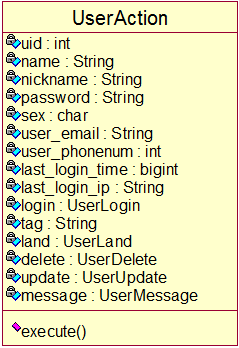 UserAction
uid : int
name : String
nickname : String
password : String
sex : char
user_email : String
user_phonenum : int
last_login_time : bigint
last_login_ip : String
login : UserLogin
tag : String
land : UserLand
delete : UserDelete
update : UserUpdate
message : UserMessage
execute()